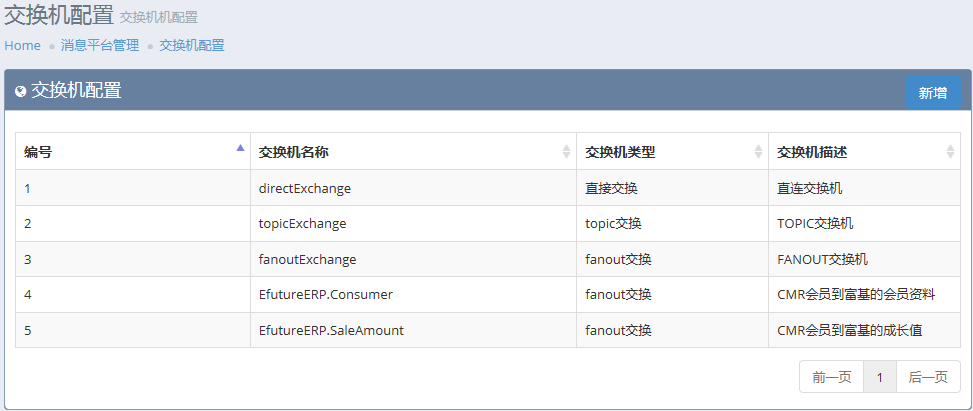 交换机配置 交换机机配置
Home 消息平台管理 交换机配置
交换机配置 新增
编号 交换机名称 交换机类型 交换机描述
1 directExchange 直接交换 直连交换机
2 topicExchange topic交换 TOPIC交换机
3 fanoutExchange fanout交换 FANOUT交换机
4 EfutureERP.Consumer fanout交换 CMR会员到富基的会员资料
5 EfutureERP.SaleAmount fanout交换 CMR会员到富基的成长值
前一页 1 后一页